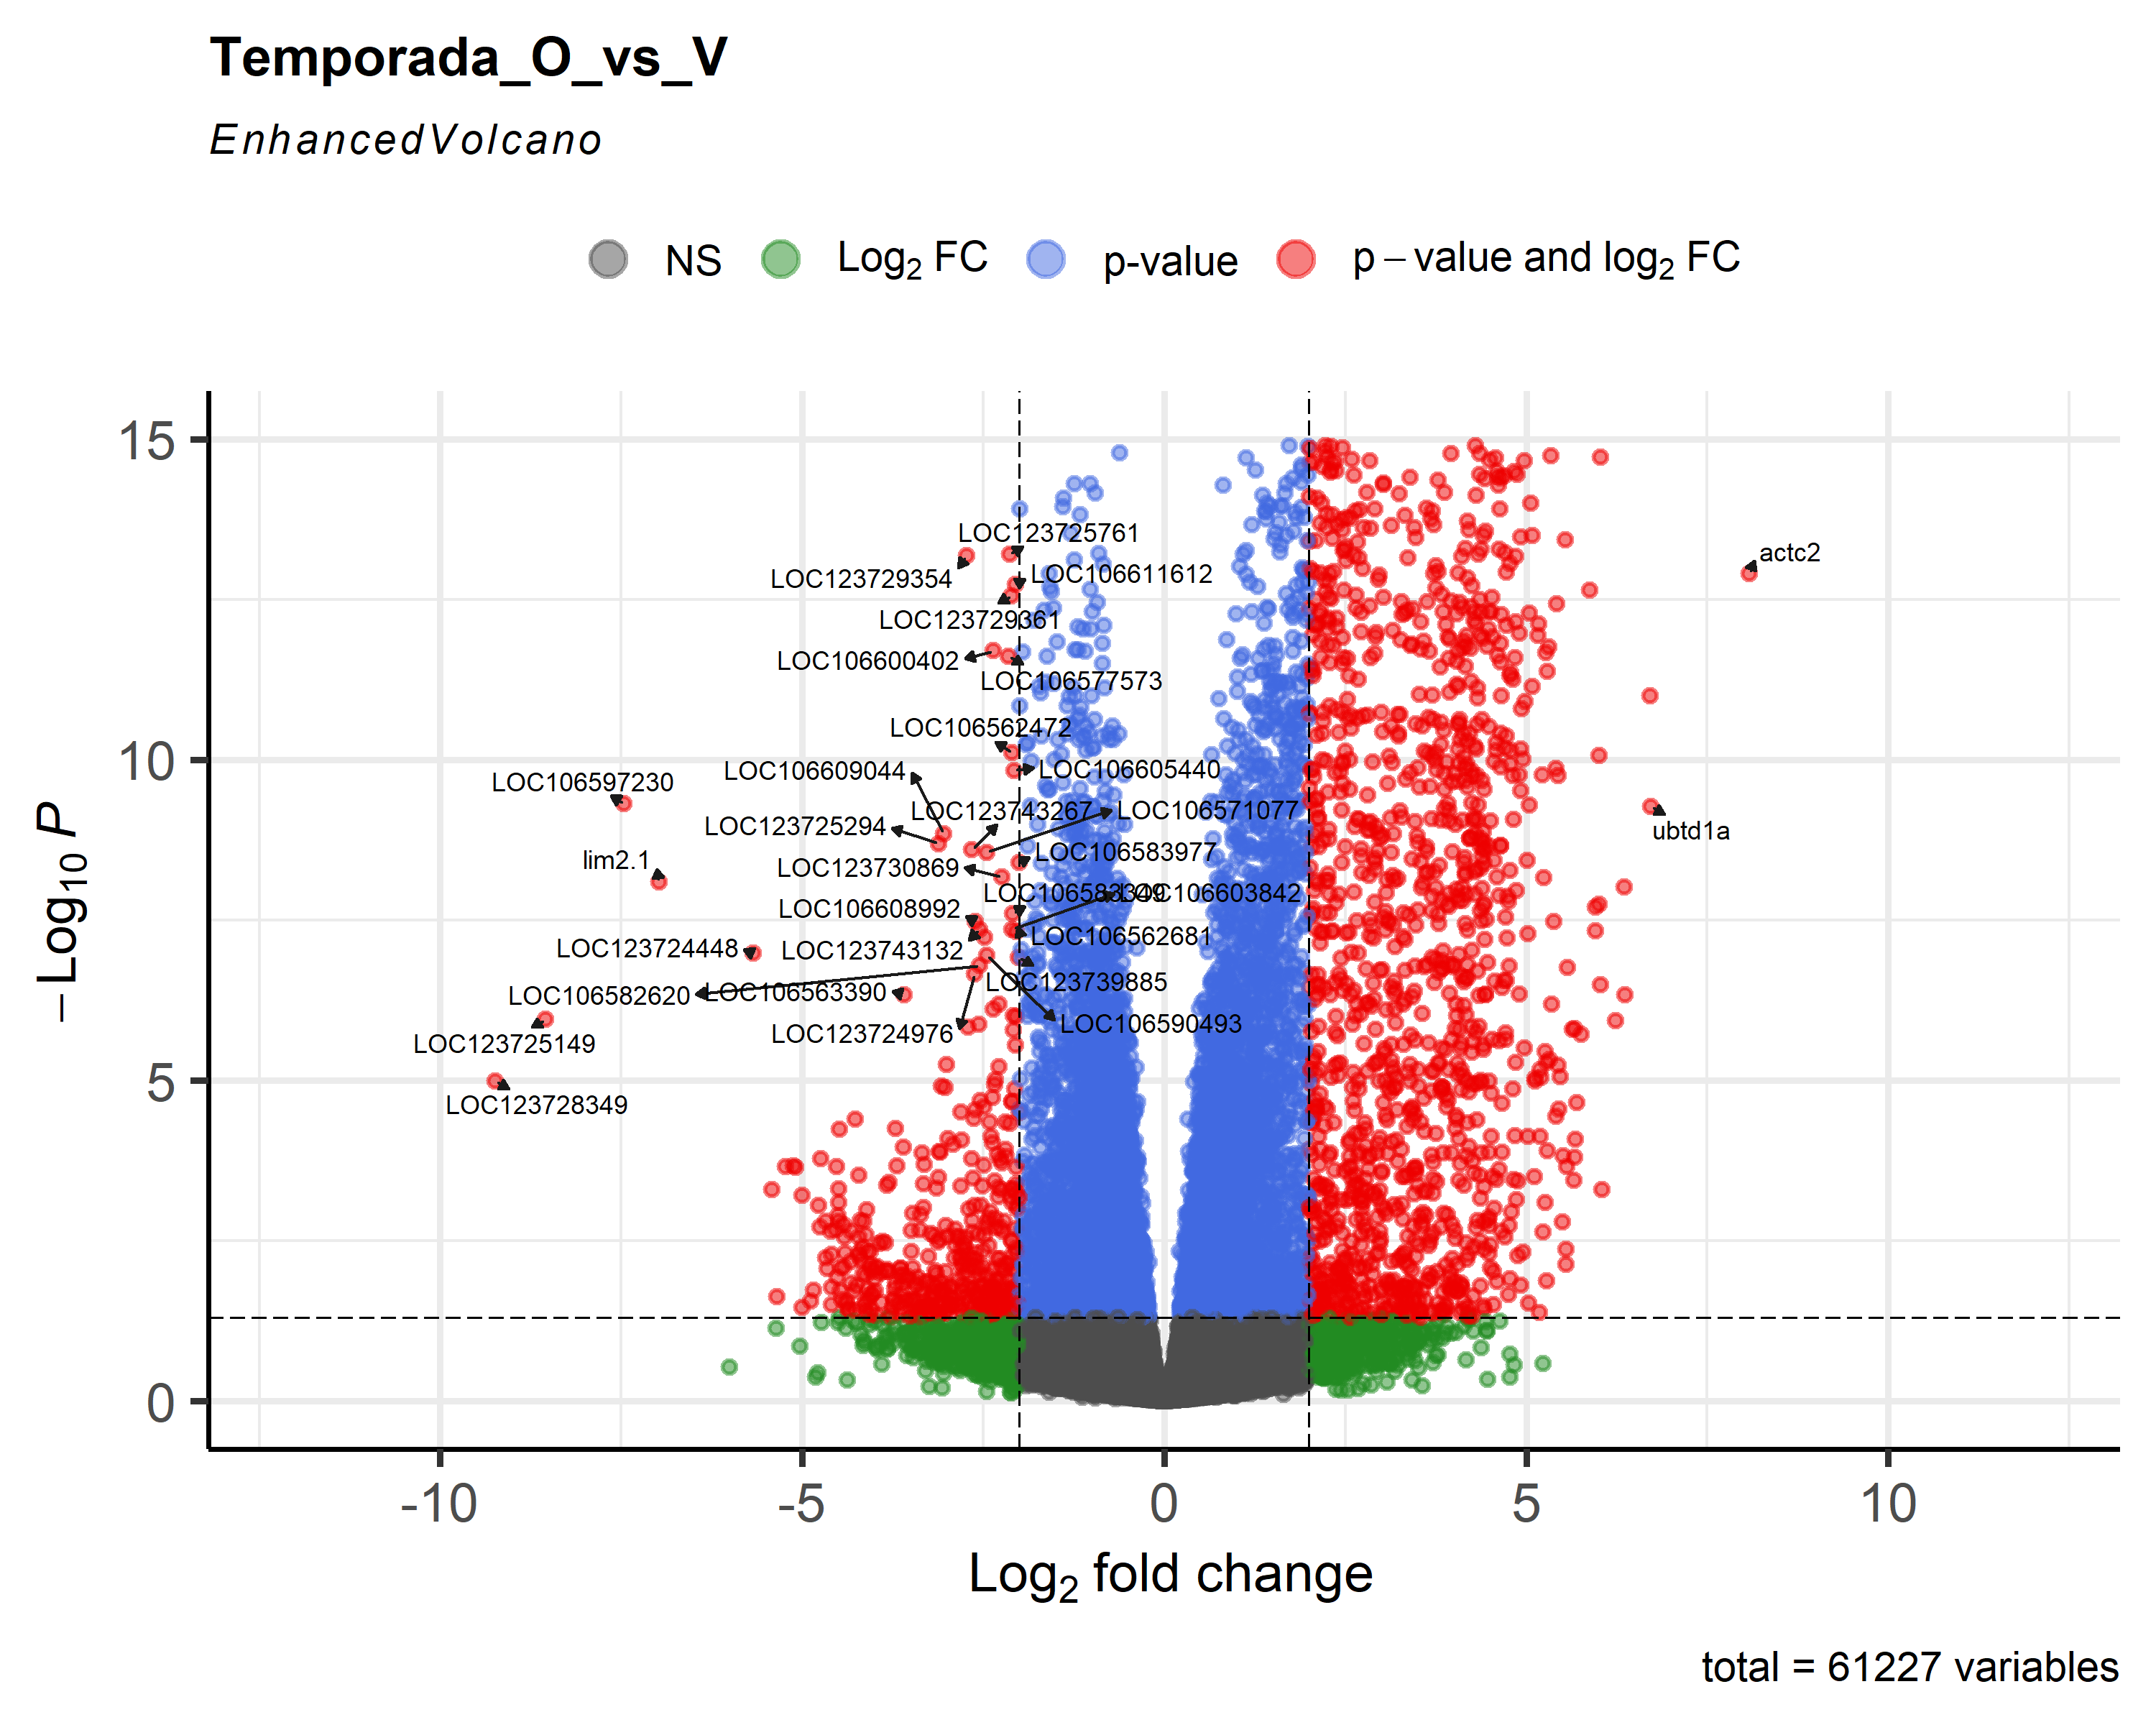 Temporada_O_vs_V
EnhancedVolcano
NS Log2 FC p-value p – value and log2 FC
–Log10 P
15
10
5
0
LOC123725761
actc2
LOC123729354
LOC106611612
LOC123729361
LOC106600402
LOC106577573
LOC106562472
LOC106609044
LOC106605440
LOC106597230
LOC123743267
LOC106571077
LOC123725294
ubtd1a
LOC106583977
lim2.1
LOC123730869
LOC106583349
LOC106603842
LOC106608992
LOC106562681
LOC123724448
LOC123743132
LOC123739885
LOC106582620
LOC106563390
LOC106590493
LOC123724976
LOC123725149
LOC123728349
-10 -5 0 5 10
Log2 fold change
total = 61227 variables